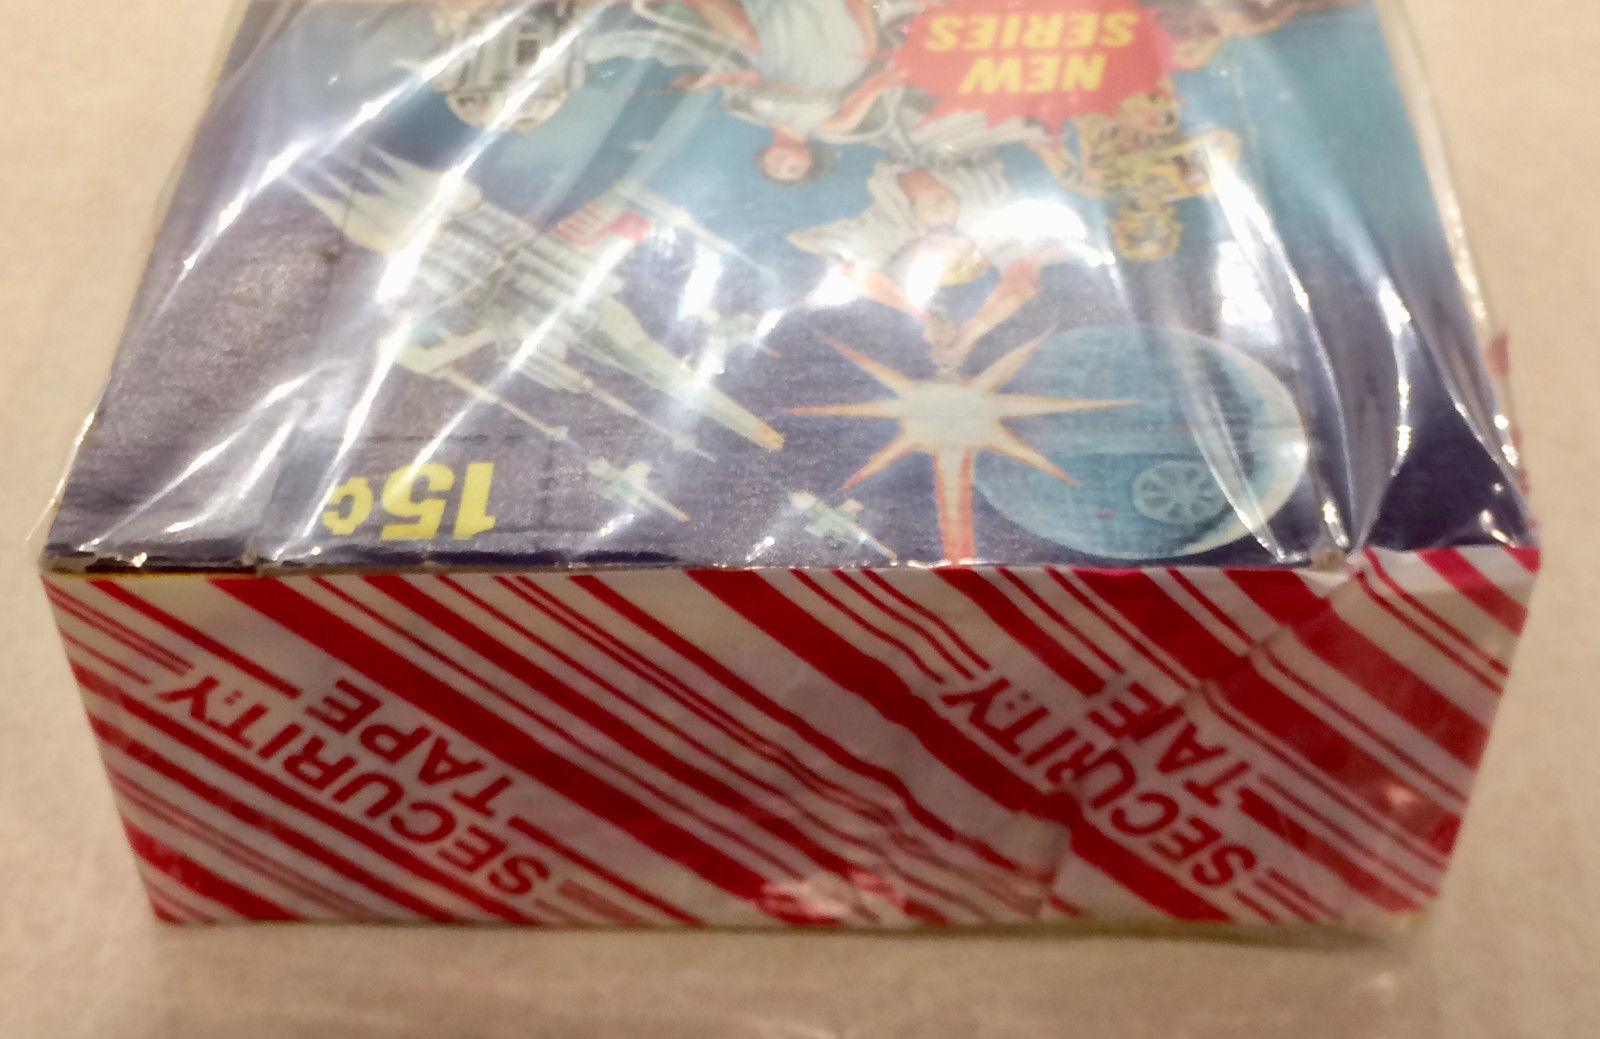 NEW
SERIES
15¢
SECURITY
TAPE
SECURITY
TAPE